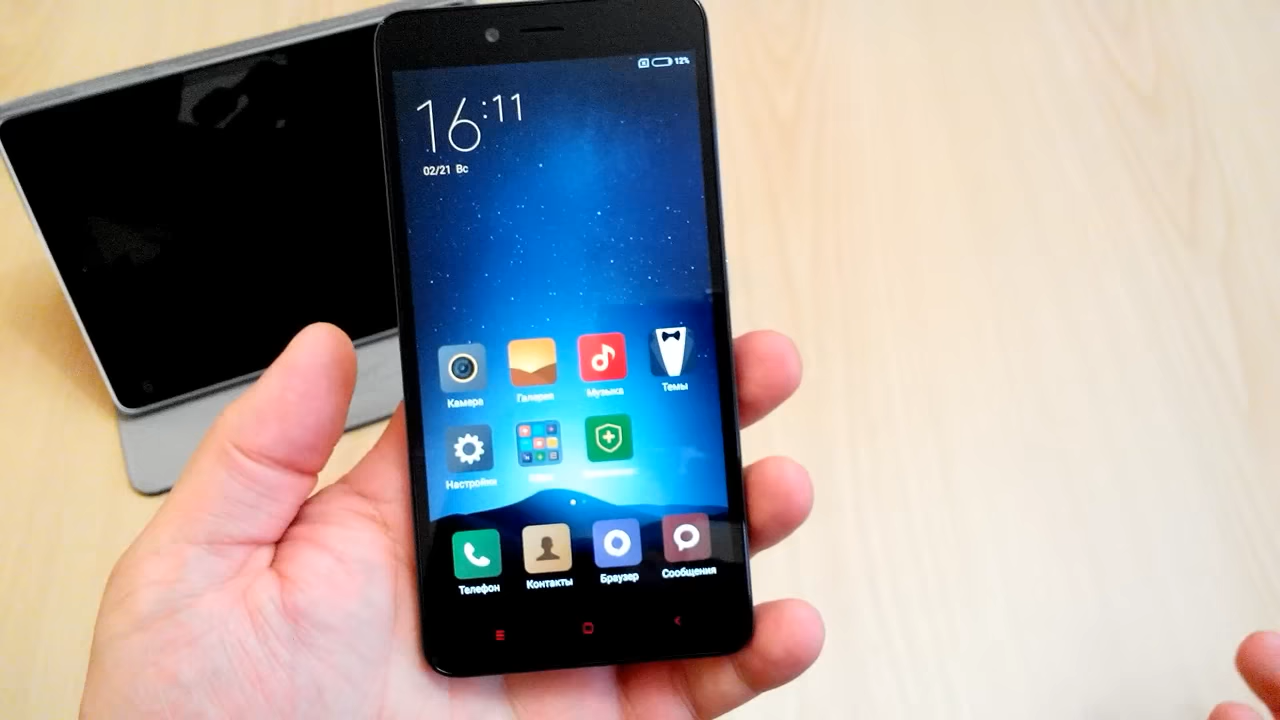 12%
16:11
02/21 Вс
Камера
Галерея
Музыка
Темы
Настройки
Телефон
Контакты
Браузер
Сообщения